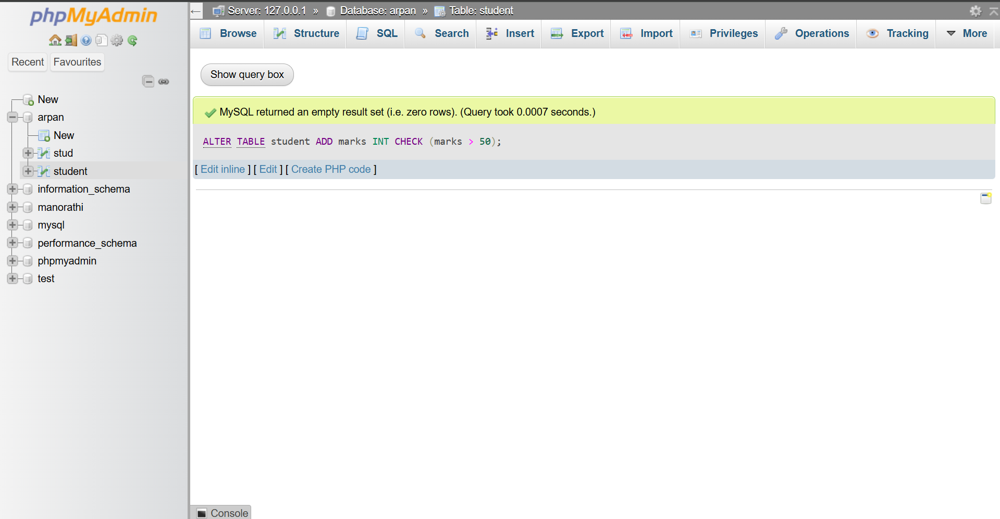 phpMyAdmin
Recent Favourites
New
arpan
New
stud
student
information_schema
manorathi
mysql
performance_schema
phpmyadmin
test
← Server: 127.0.0.1 » Database: arpan » Table: student
Browse Structure SQL Search Insert Export Import Privileges Operations Tracking More
Show query box
MySQL returned an empty result set (i.e. zero rows). (Query took 0.0007 seconds.)
ALTER TABLE student ADD marks INT CHECK (marks > 50);
[ Edit inline ] [ Edit ] [ Create PHP code ]
Console